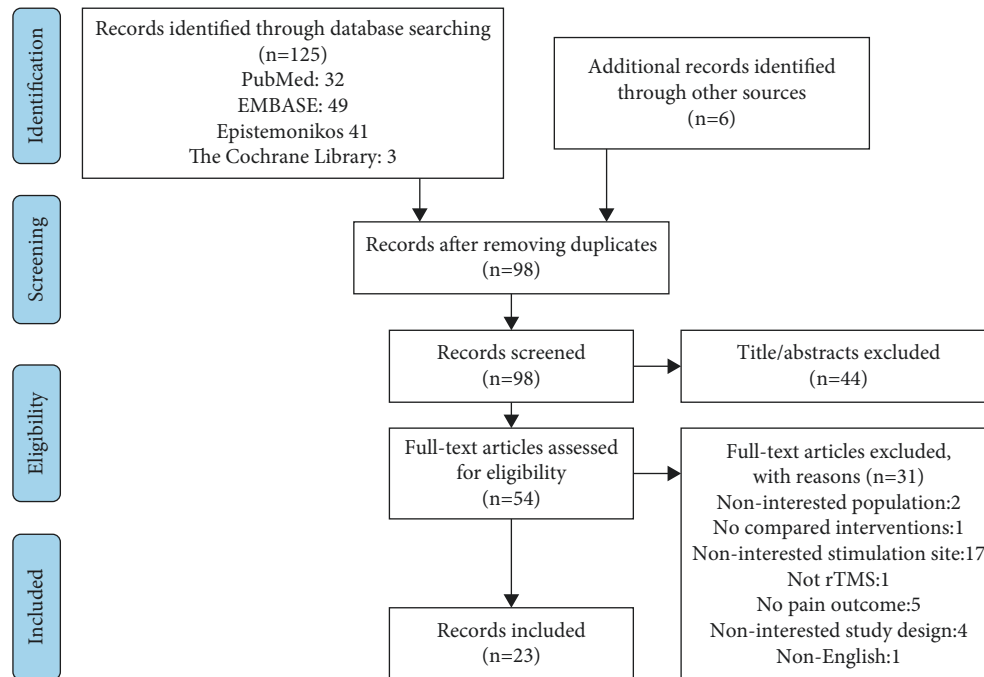 Identification
Records identified through database searching
(n=125)
PubMed: 32
EMBASE: 49
Epistemonikos 41
The Cochrane Library: 3
Additional records identified
through other sources
(n=6)
Screening
Records after removing duplicates
(n=98)
Records screened
(n=98)
Title/abstracts excluded
(n=44)
Eligibility
Full-text articles assessed
for eligibility
(n=54)
Full-text articles excluded,
with reasons (n=31)
Non-interested population:2
No compared interventions:1
Non-interested stimulation site:17
Not rTMS:1
No pain outcome:5
Non-interested study design:4
Non-English:1
Included
Records included
(n=23)